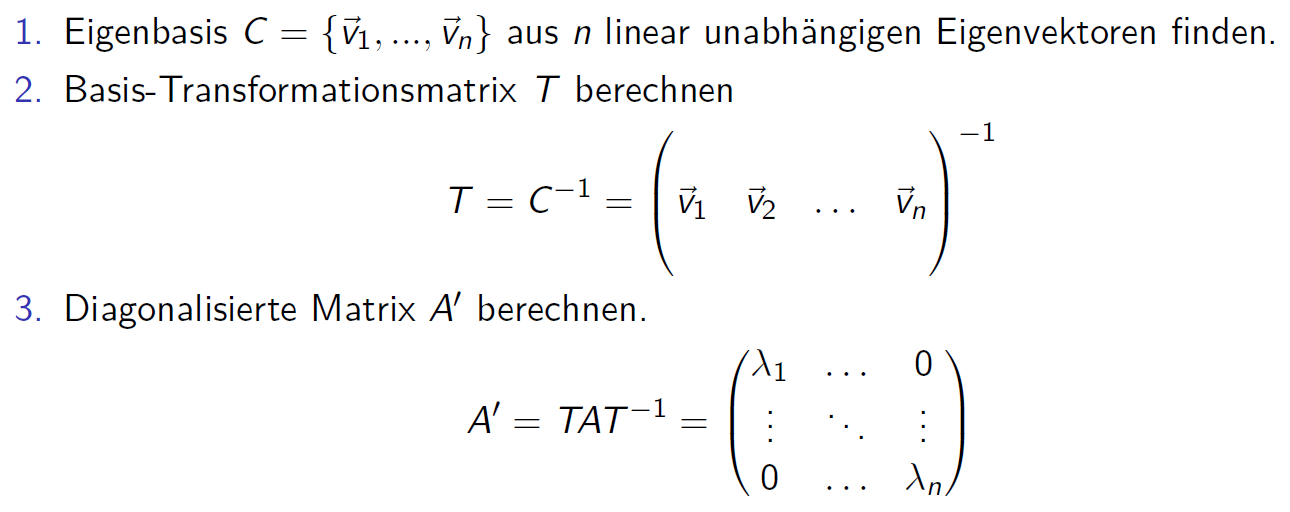 1. Eigenbasis C = {v⃗₁, ..., v⃗ₙ} aus n linear unabhängigen Eigenvektoren finden.
2. Basis-Transformationsmatrix T berechnen
T = C⁻¹ = (v⃗₁ v⃗₂ … v⃗ₙ)⁻¹
3. Diagonalisierte Matrix A′ berechnen.
A′ = TAT⁻¹ = (λ₁ … 0
⋮ ⋱ ⋮
0 … λₙ)